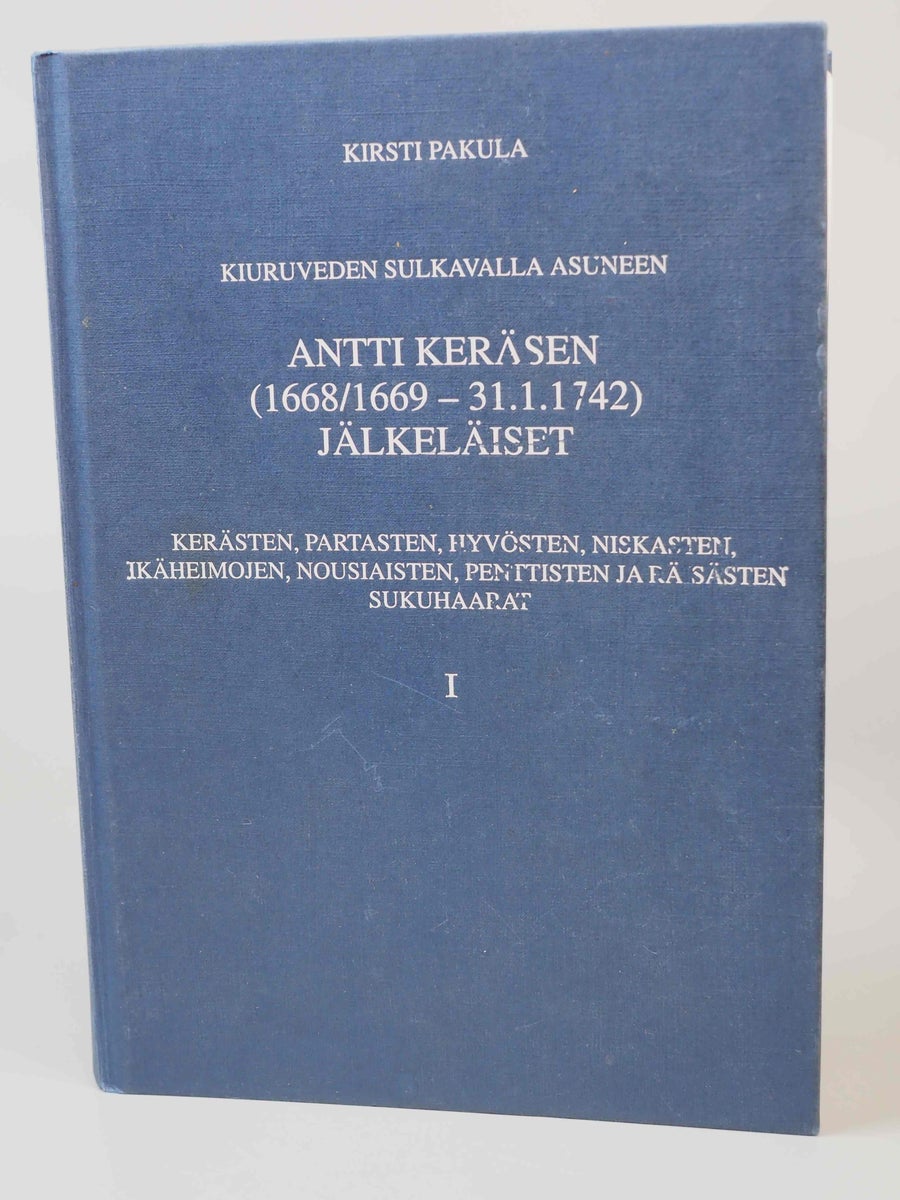 KIRSTI PAKULA
KIURUVEDEN SULKAVALLA ASUNEEN
ANTTI KERÄSEN
(1668/1669 – 31.1.1742)
JÄLKELÄISET
KERÄSTEN, PARTASTEN, HYVÖSTEN, NISKASTEN,
IKÄHEIMOJEN, NOUSIAISTEN, PENTTISTEN JA RÄISÄSTEN
SUKUHAARAT
I